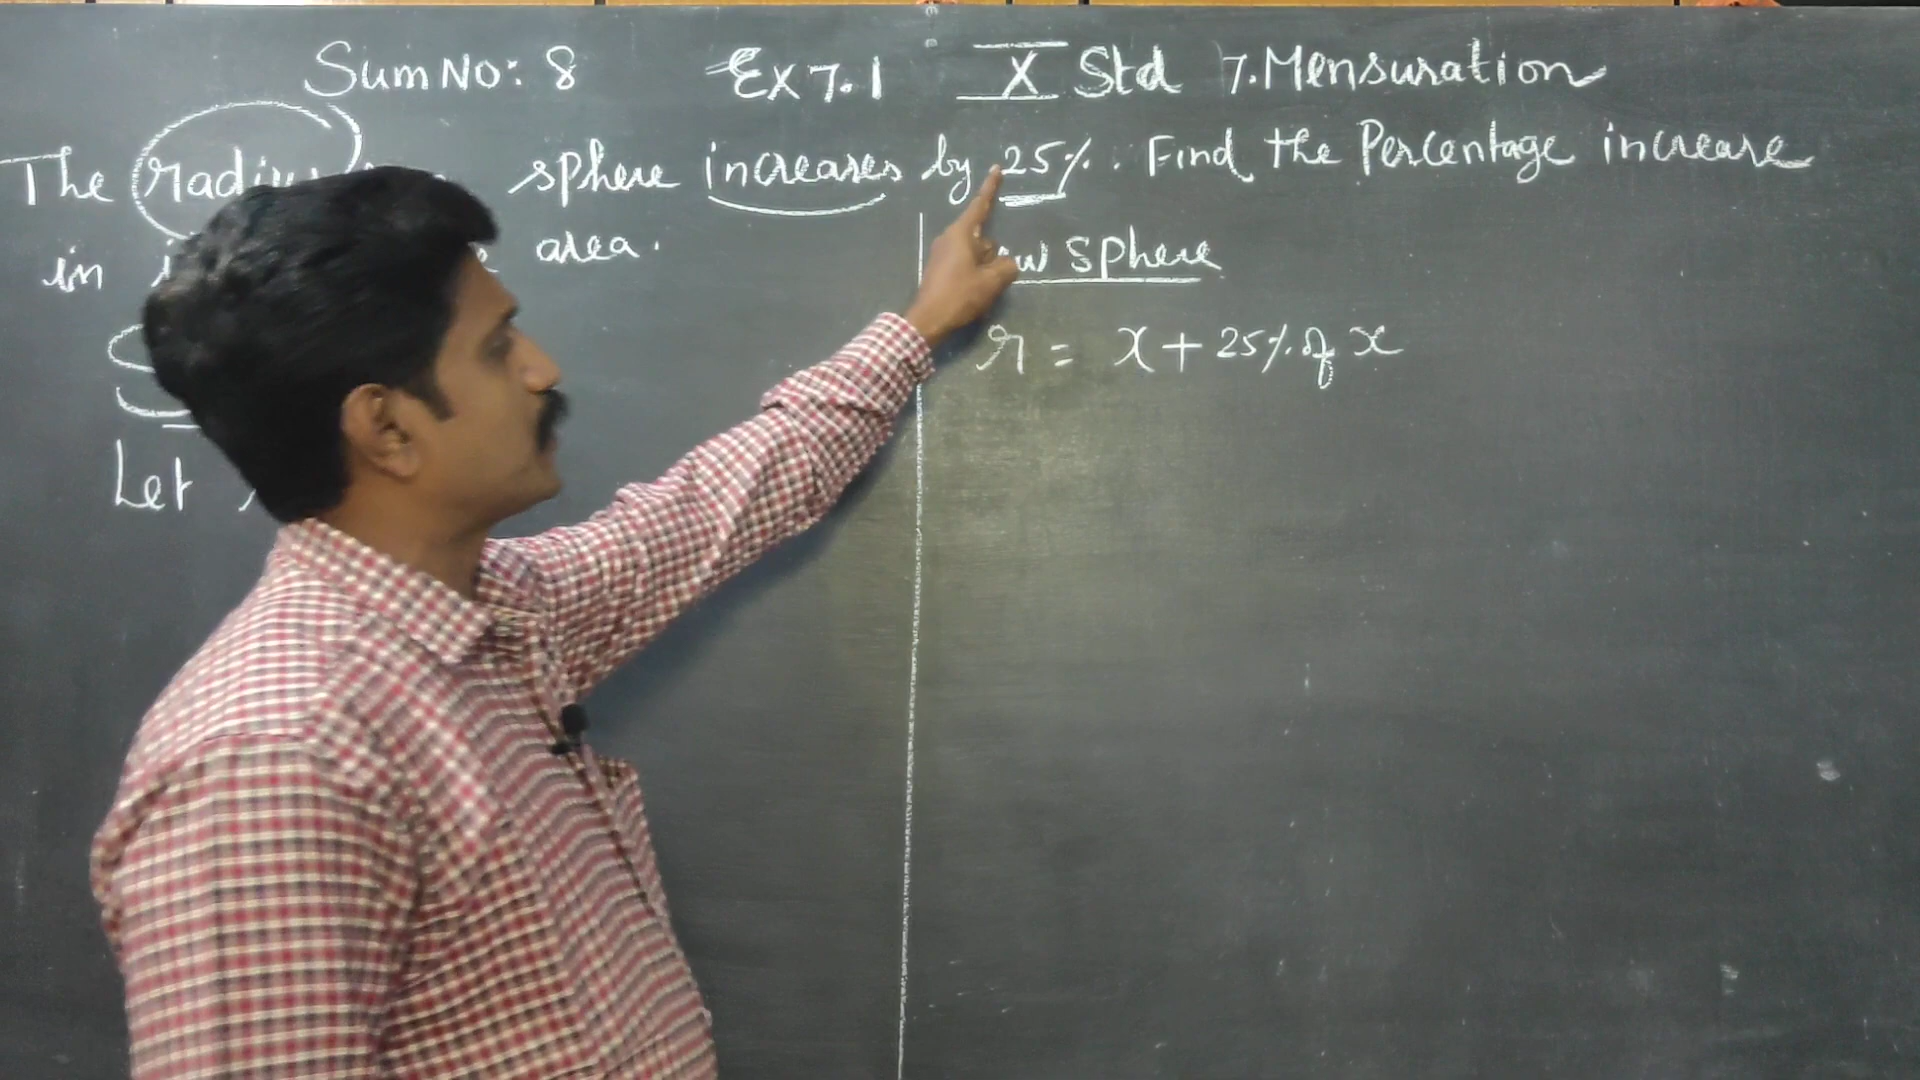 Sum No: 8 Ex 7.1 X Std 7. Mensuration
The radius sphere increases by 25%. Find the Percentage increase
in area.
sphere
r = x + 25% of x
Let